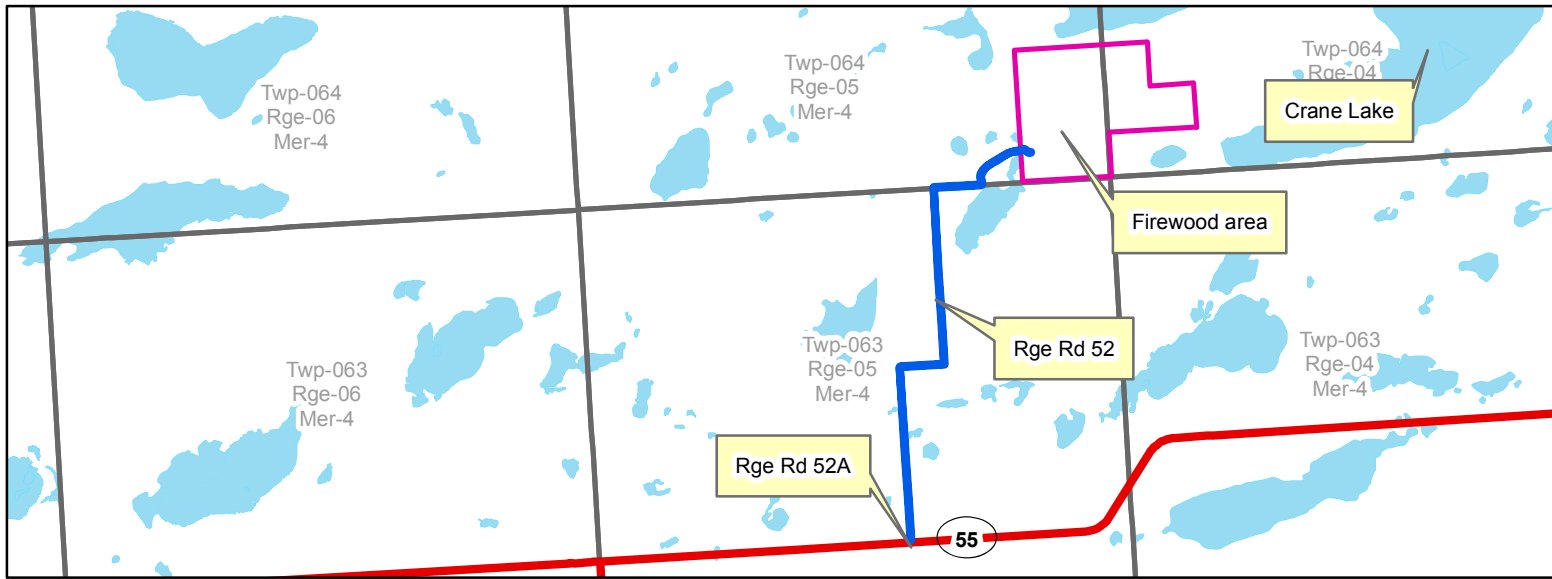 Twp-064
Rge-06
Mer-4
Twp-064
Rge-05
Mer-4
Twp-064
Rge-04
Crane Lake
Firewood area
Twp-063
Rge-06
Mer-4
Twp-063
Rge-05
Mer-4
Rge Rd 52
Twp-063
Rge-04
Mer-4
Rge Rd 52A
55